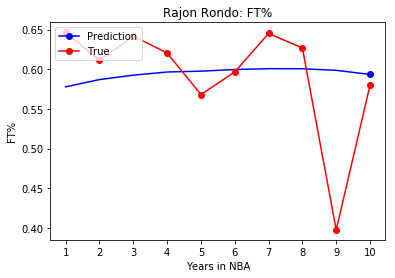 Rajon Rondo: FT%
Prediction
True
0.65
0.60
0.55
0.50
0.45
0.40
FT%
1 2 3 4 5 6 7 8 9 10
Years in NBA